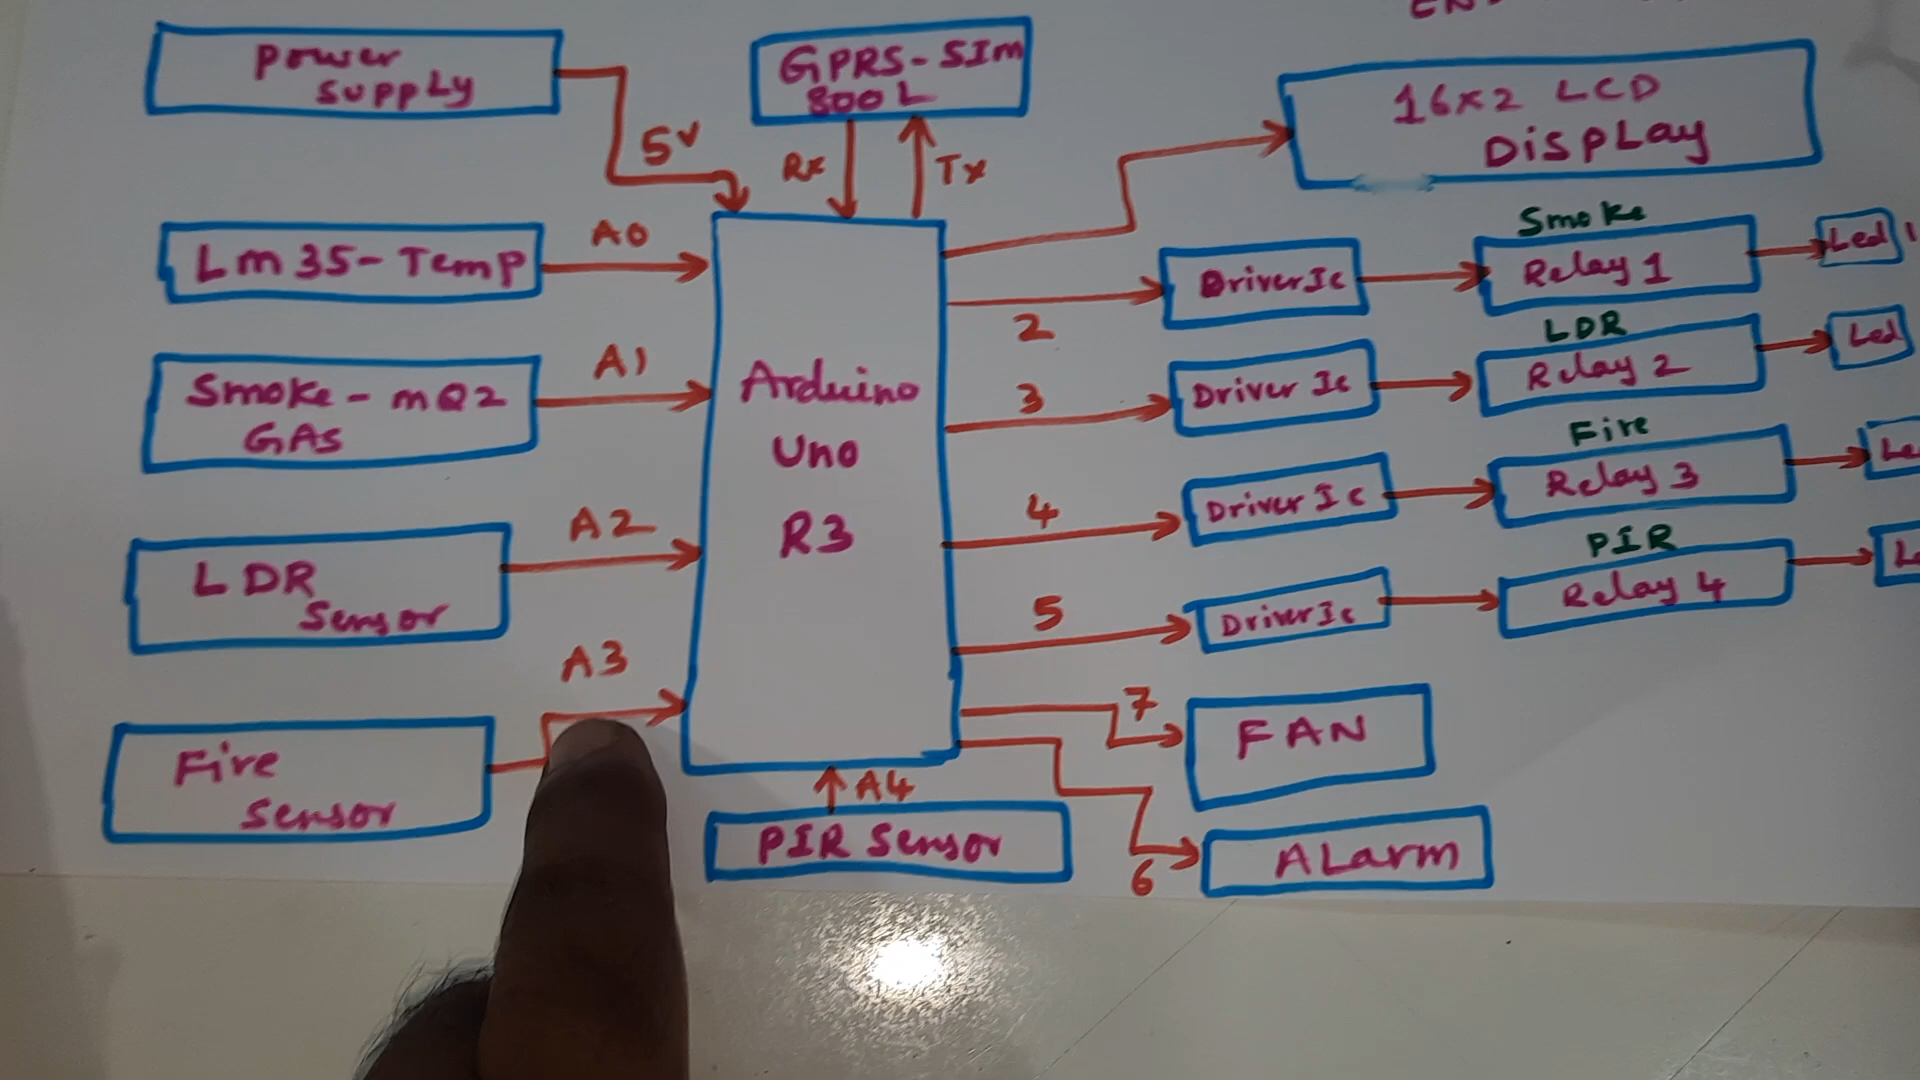 Power
Supply
GPRS-SIM
800L
16x2 LCD
Display
5V
Rx
Tx
Lm35-Temp
A0
Smoke-MQ2
GAS
A1
LDR
Sensor
A2
Fire
Sensor
A3
Arduino
Uno
R3
A4
PIR Sensor
2
Driver Ic
Smoke
Relay 1
Led 1
3
Driver Ic
LDR
Relay 2
Led
4
Driver Ic
Fire
Relay 3
Le
5
Driver Ic
PIR
Relay 4
L
7
FAN
6
ALarm